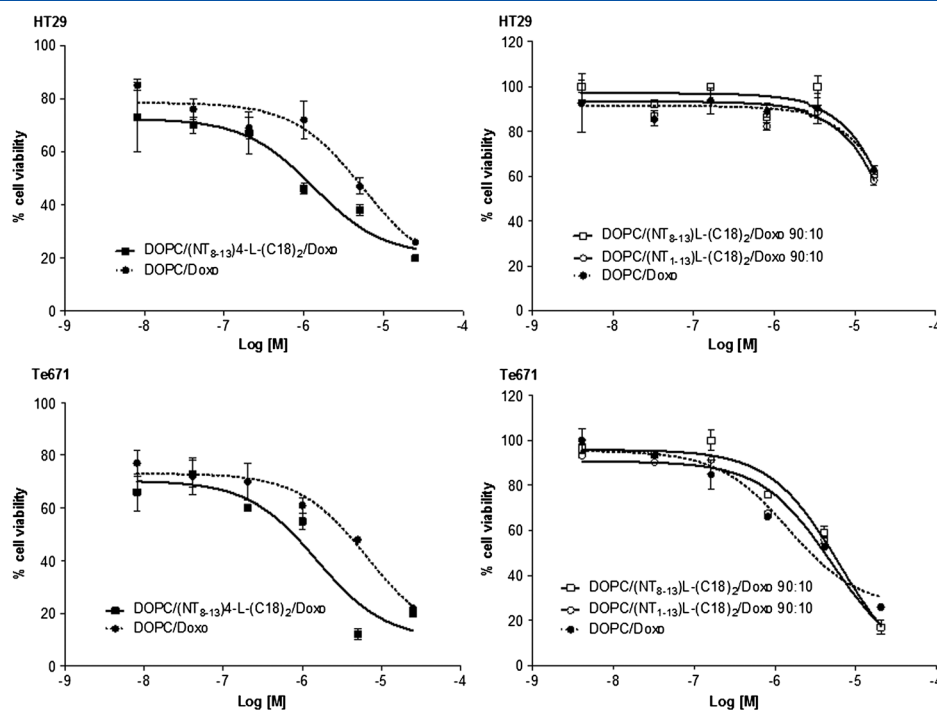 HT29
100
80
60
40
20
0
% cell viability
-9 -8 -7 -6 -5 -4
Log [M]
DOPC/(NT8-13)4-L-(C18)2/Doxo
DOPC/Doxo
HT29
120
100
80
60
40
20
0
% cell viability
-9 -8 -7 -6 -5 -4
Log [M]
DOPC/(NT8-13)L-(C18)2/Doxo 90:10
DOPC/(NT1-13)L-(C18)2/Doxo 90:10
DOPC/Doxo
Te671
100
80
60
40
20
0
% cell viability
-9 -8 -7 -6 -5 -4
Log [M]
DOPC/(NT8-13)4-L-(C18)2/Doxo
DOPC/Doxo
Te671
120
100
80
60
40
20
0
% cell viability
-9 -8 -7 -6 -5 -4
Log [M]
DOPC/(NT8-13)L-(C18)2/Doxo 90:10
DOPC/(NT1-13)L-(C18)2/Doxo 90:10
DOPC/Doxo